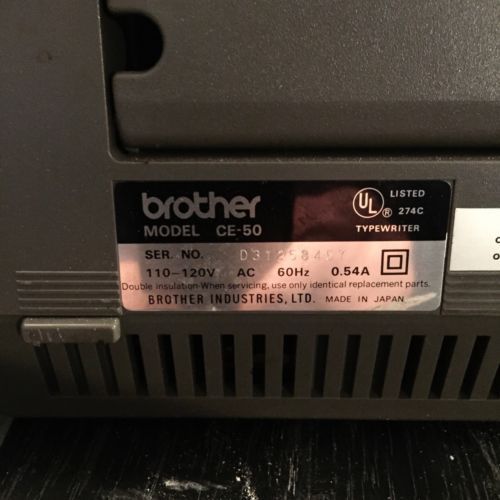 brother
MODEL CE-50
UL ® LISTED
274C
TYPEWRITER
SER. NO.
110-120V AC 60Hz 0.54A
Double insulation-When servicing, use only identical replacement parts.
BROTHER INDUSTRIES, LTD. MADE IN JAPAN